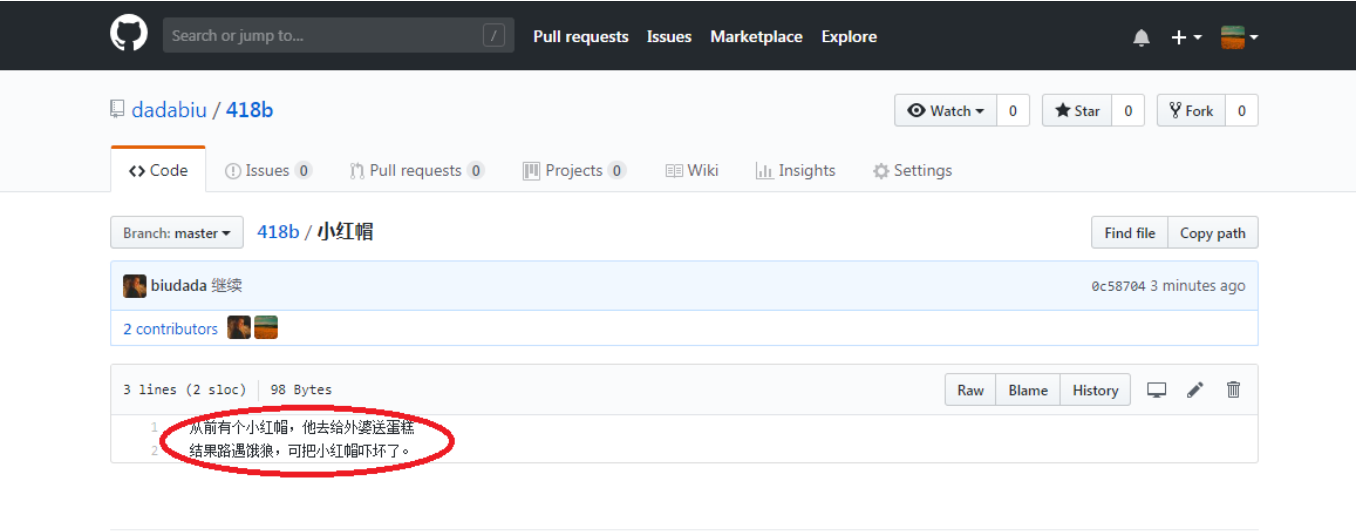 Search or jump to... /
Pull requests Issues Marketplace Explore
dadabiu / 418b
Watch 0 Star 0 Fork 0
Code Issues 0 Pull requests 0 Projects 0 Wiki Insights Settings
Branch: master 418b / 小红帽 Find file Copy path
biudada 继续 0c58704 3 minutes ago
2 contributors
3 lines (2 sloc) 98 Bytes Raw Blame History
1 从前有个小红帽，他去给外婆送蛋糕
2 结果路遇饿狼，可把小红帽吓坏了。